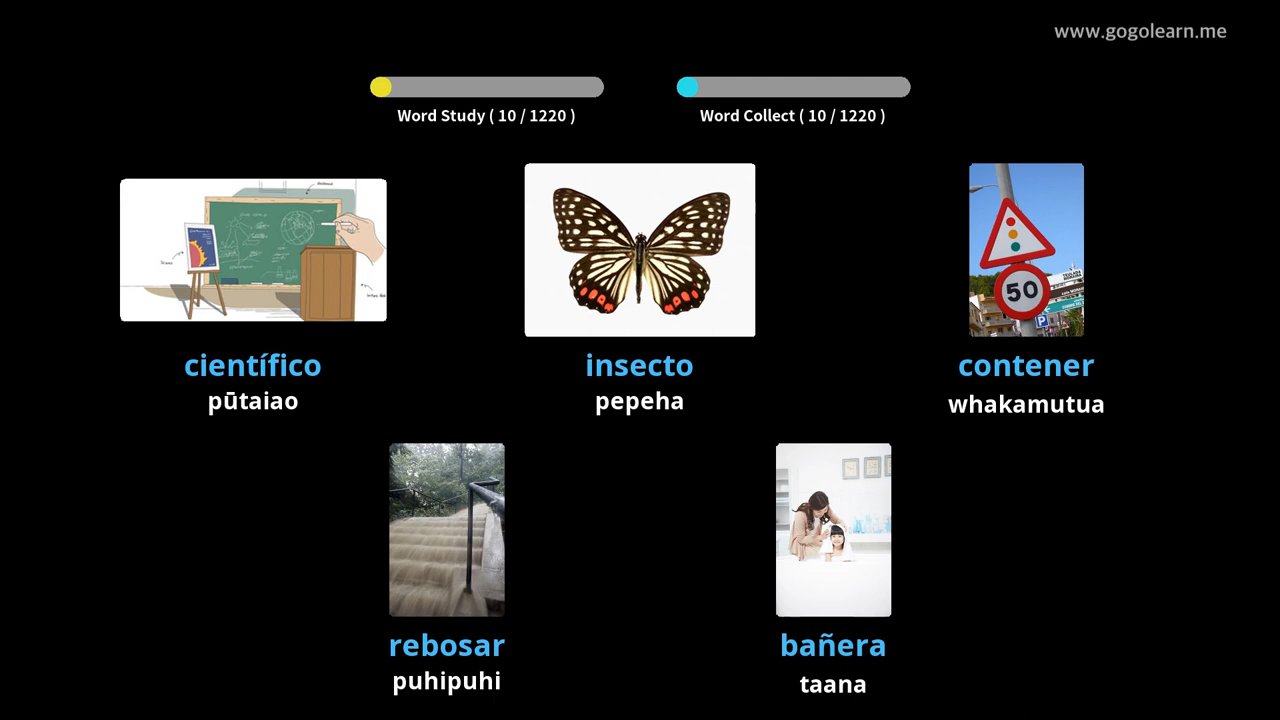 www.gogolearn.me
Word Study ( 10 / 1220 )
Word Collect ( 10 / 1220 )
50
P
científico
pūtaiao
insecto
pepeha
contener
whakamutua
rebosar
puhipuhi
bañera
taana